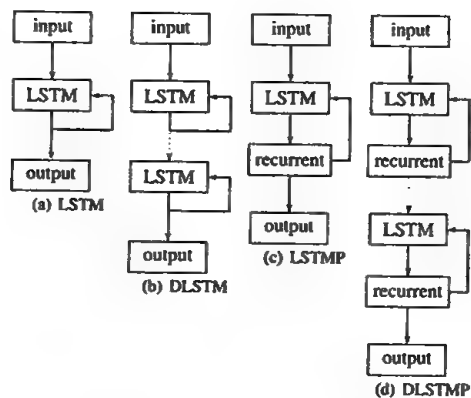 input
LSTM
output
(a) LSTM
input
LSTM
LSTM
output
(b) DLSTM
input
LSTM
recurrent
output
(c) LSTMP
input
LSTM
recurrent
LSTM
recurrent
output
(d) DLSTMP